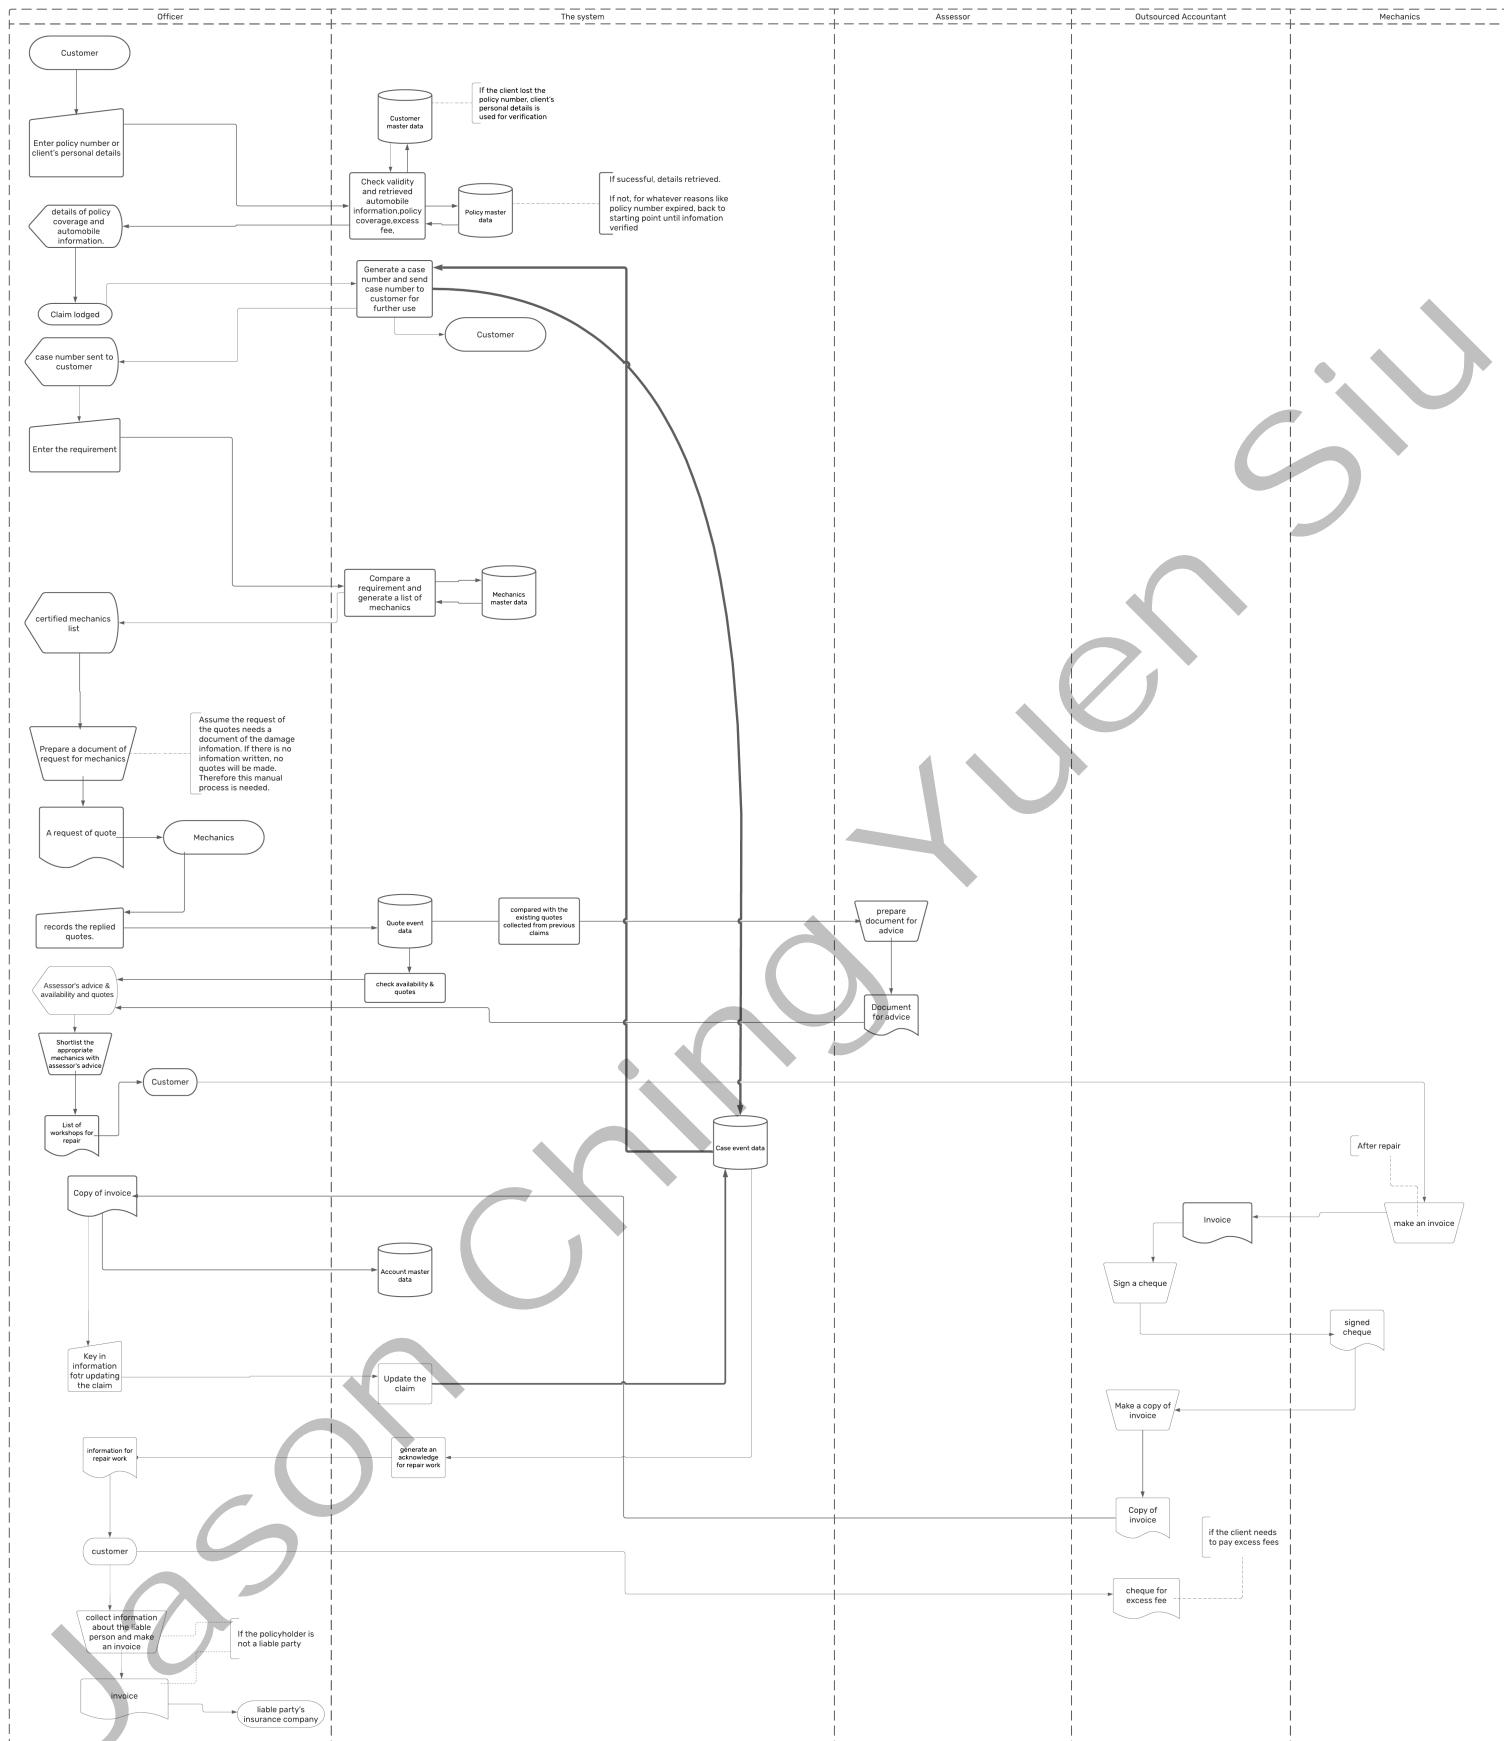 Officer
The system
Assessor
Outsourced Accountant
Mechanics
Customer
If the client lost the
policy number, client's
personal details is
used for verification
Customer
master data
Enter policy number or
client's personal details
Check validity
and retrieved
automobile
information,policy
coverage,excess
fee,
Policy master
data
If sucessful, details retrieved.
If not, for whatever reasons like
policy number expired, back to
starting point until infomation
verified
details of policy
coverage and
automobile
information.
Generate a case
number and send
case number to
customer for
further use
Claim lodged
Customer
case number sent to
customer
Enter the requirement
Compare a
requirement and
generate a list of
mechanics
Mechanics
master data
certified mechanics
list
Prepare a document of
request for mechanics
Assume the request of
the quotes needs a
document of the damage
infomation. If there is no
infomation written, no
quotes will be made.
Therefore this manual
process is needed.
A request of quote
Mechanics
records the replied
quotes.
Quote event
data
compared with the
existing quotes
collected from previous
claims
prepare
document for
advice
Assessor's advise &
availability and quotes
check availability &
quotes
Document
for advice
Shortlist the
appropriate
mechanics with
assessor's advice
Customer
List of
workshops for
repair
Case event data
After repair
Copy of invoice
Invoice
make an invoice
Account master
data
Sign a cheque
signed
cheque
Key in
information
fotr updating
the claim
Update the
claim
Make a copy of
invoice
information for
repair work
generate an
acknowledge
for repair work
Copy of
invoice
if the client needs
to pay excess fees
customer
cheque for
excess fee
collect information
about the liable
person and make
an invoice
If the policyholder is
not a liable party
invoice
liable party's
insurance company
Jason Ching Yuen Siu